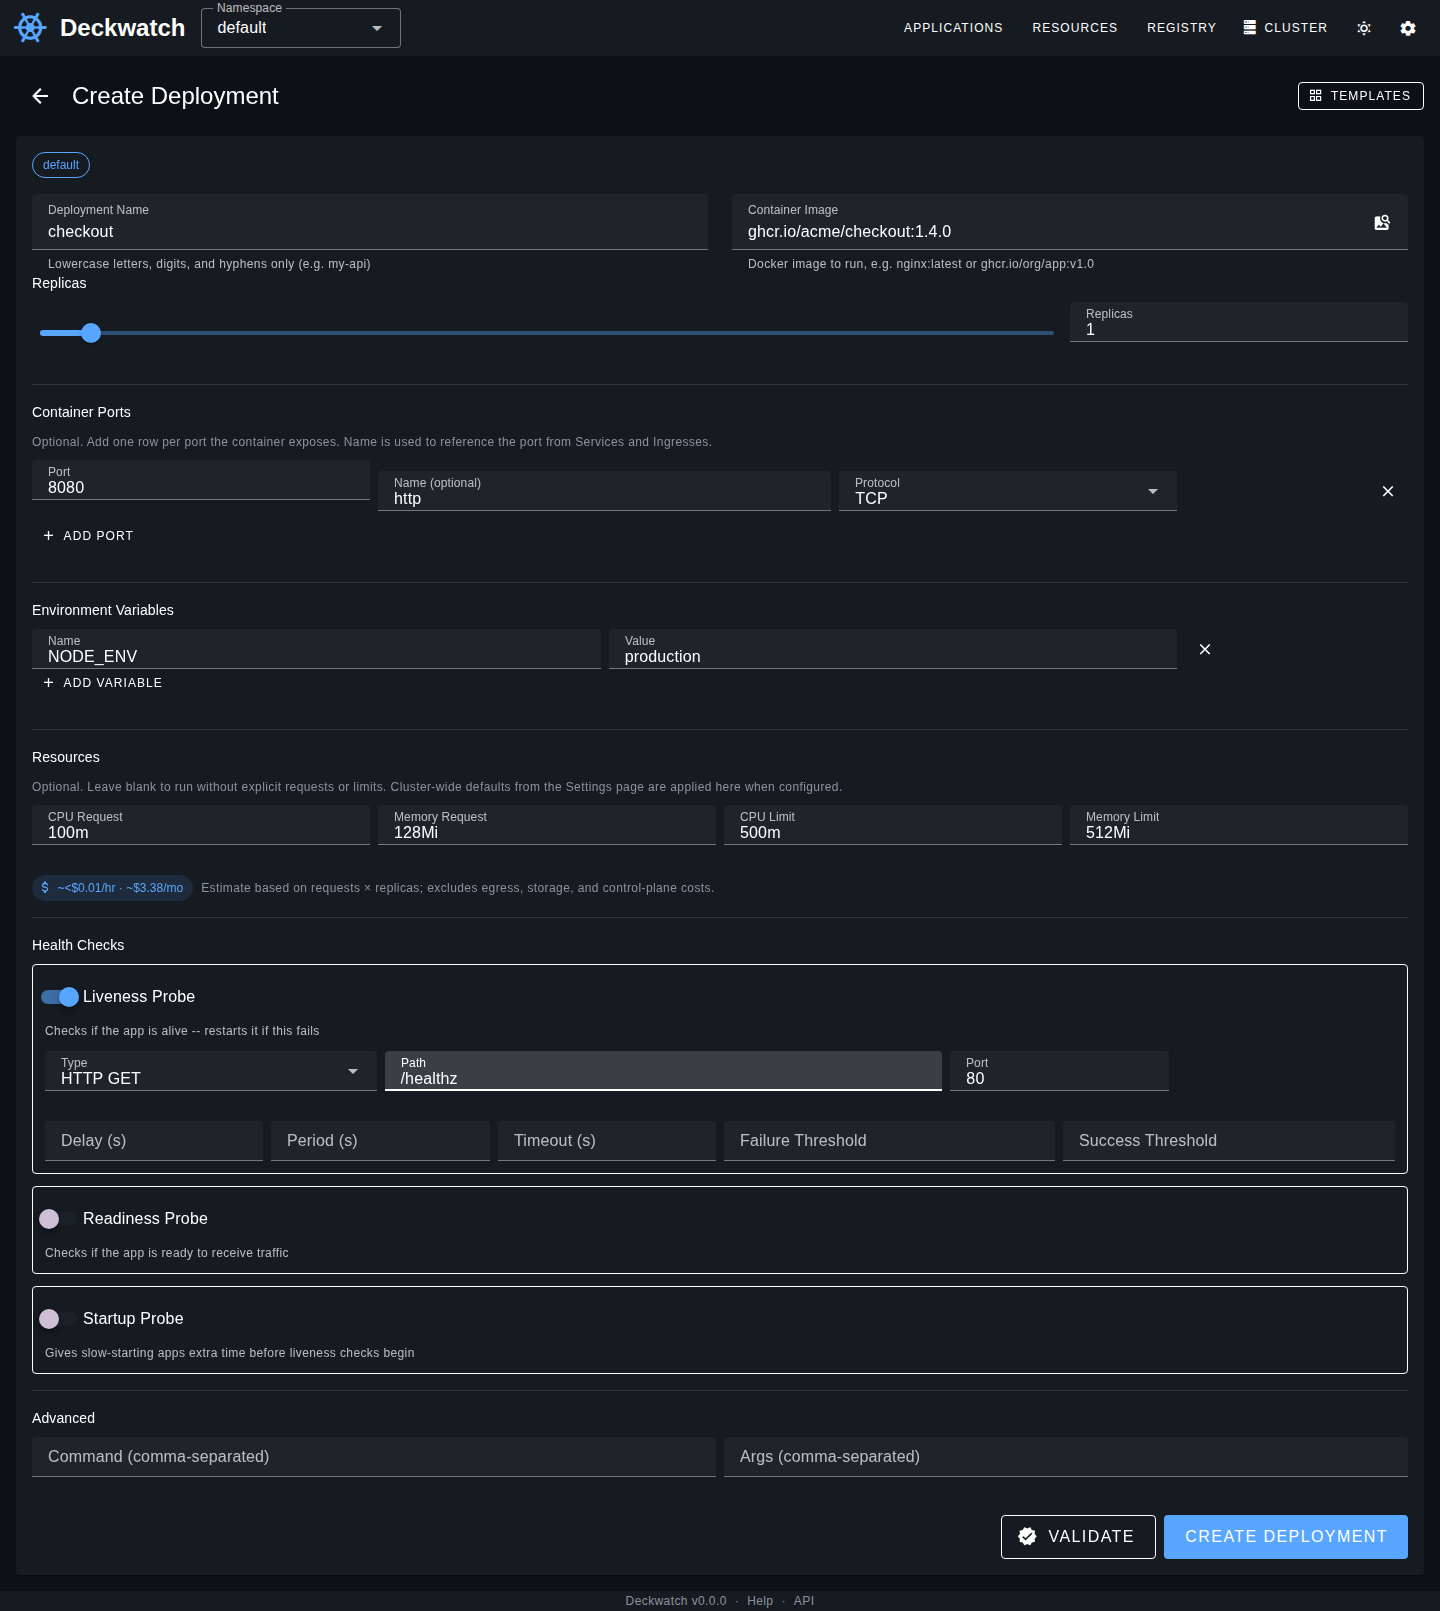 Deckwatch
Namespace
default
APPLICATIONS
RESOURCES
REGISTRY
CLUSTER
Create Deployment
TEMPLATES
default
Deployment Name
checkout
Lowercase letters, digits, and hyphens only (e.g. my-api)
Container Image
ghcr.io/acme/checkout:1.4.0
Docker image to run, e.g. nginx:latest or ghcr.io/org/app:v1.0
Replicas
Replicas
1
Container Ports
Optional. Add one row per port the container exposes. Name is used to reference the port from Services and Ingresses.
Port
8080
Name (optional)
http
Protocol
TCP
ADD PORT
Environment Variables
Name
NODE_ENV
Value
production
ADD VARIABLE
Resources
Optional. Leave blank to run without explicit requests or limits. Cluster-wide defaults from the Settings page are applied here when configured.
CPU Request
100m
Memory Request
128Mi
CPU Limit
500m
Memory Limit
512Mi
~<$0.01/hr · ~$3.38/mo
Estimate based on requests × replicas; excludes egress, storage, and control-plane costs.
Health Checks
Liveness Probe
Checks if the app is alive -- restarts it if this fails
Type
HTTP GET
Path
/healthz
Port
80
Delay (s)
Period (s)
Timeout (s)
Failure Threshold
Success Threshold
Readiness Probe
Checks if the app is ready to receive traffic
Startup Probe
Gives slow-starting apps extra time before liveness checks begin
Advanced
Command (comma-separated)
Args (comma-separated)
VALIDATE
CREATE DEPLOYMENT
Deckwatch v0.0.0 · Help · API